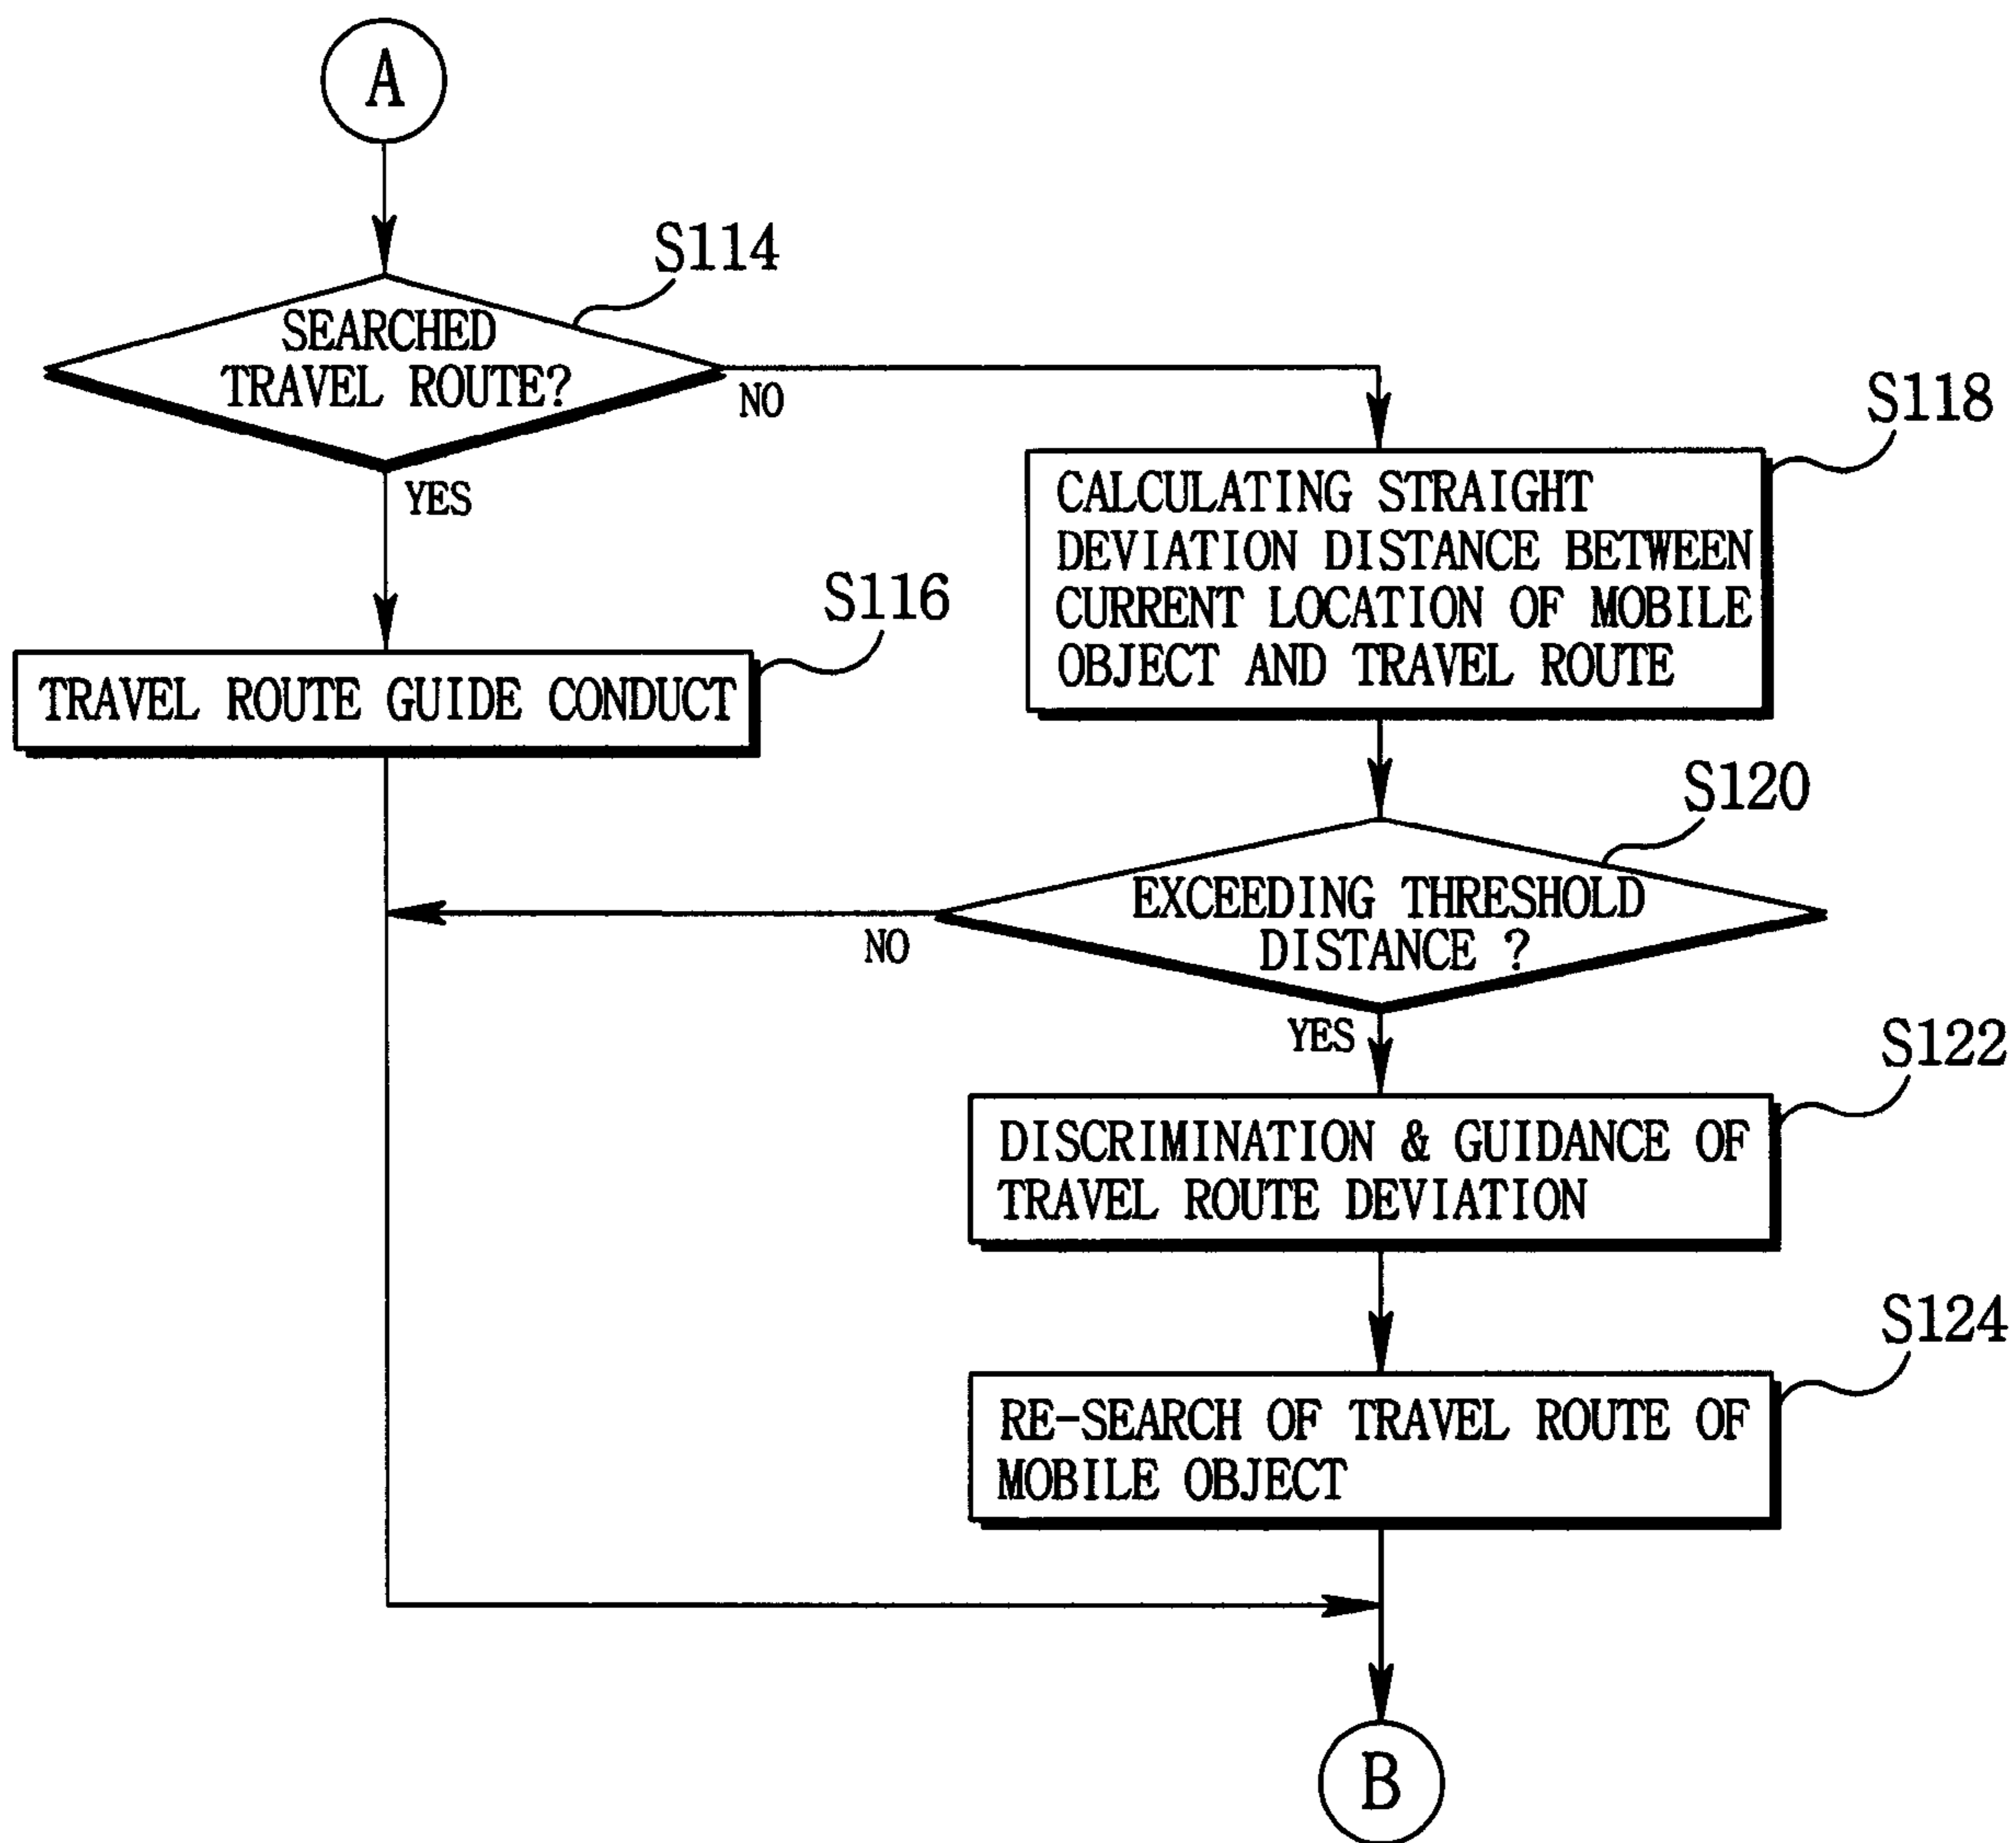 A
S114
SEARCHED
TRAVEL ROUTE?
NO
YES
S118
CALCULATING STRAIGHT
DEVIATION DISTANCE BETWEEN
CURRENT LOCATION OF MOBILE
OBJECT AND TRAVEL ROUTE
S116
TRAVEL ROUTE GUIDE CONDUCT
S120
EXCEEDING THRESHOLD
DISTANCE ?
NO
YES
S122
DISCRIMINATION & GUIDANCE OF
TRAVEL ROUTE DEVIATION
S124
RE-SEARCH OF TRAVEL ROUTE OF
MOBILE OBJECT
B